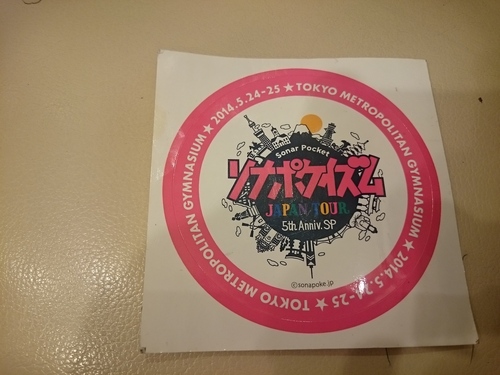 2014.5.24-25 ★ TOKYO METROPOLITAN GYMNASIUM ★ 2014.5.24-25 ★ TOKYO METROPOLITAN GYMNASIUM ★
Sonar Pocket
ソナポケイズム
JAPAN TOUR
5th Anniv. SP
©sonapoke.jp